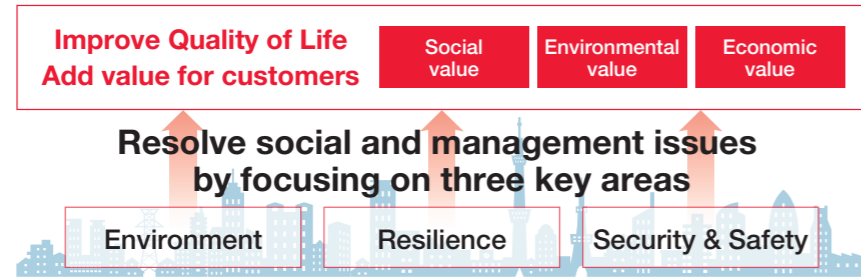 Improve Quality of Life
Add value for customers
Social
value
Environmental
value
Economic
value
Resolve social and management issues
by focusing on three key areas
Environment
Resilience
Security & Safety